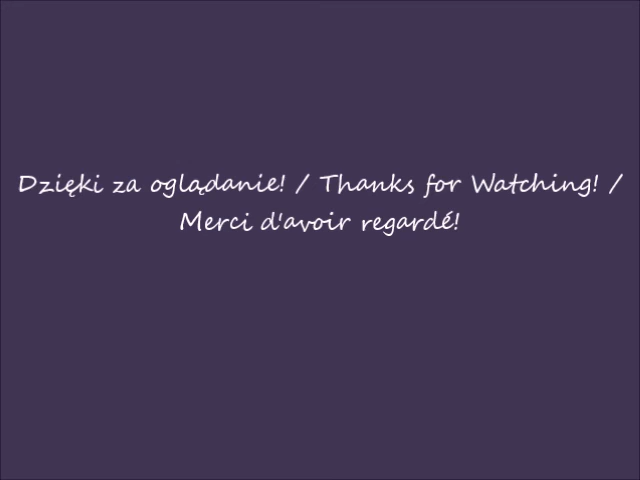 Dzięki za oglądanie! / Thanks for Watching! /
Merci d'avoir regardé!